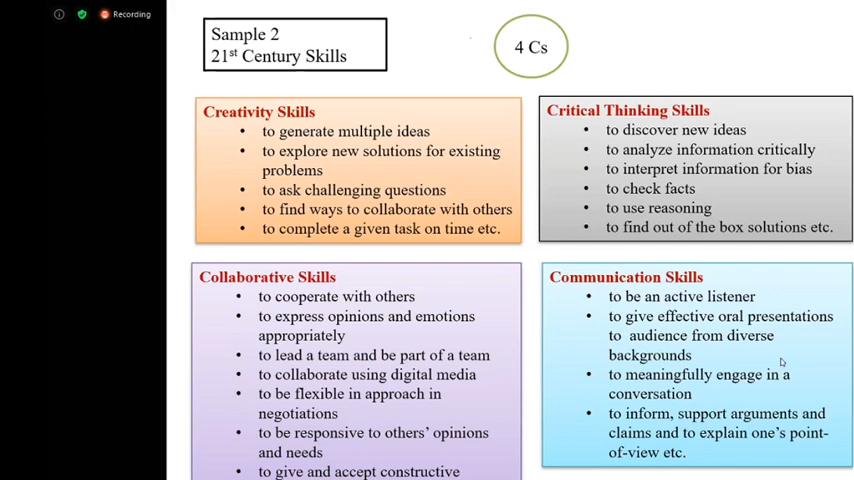 Recording
Sample 2
21st Century Skills
4 Cs
Creativity Skills
• to generate multiple ideas
• to explore new solutions for existing
problems
• to ask challenging questions
• to find ways to collaborate with others
• to complete a given task on time etc.
Critical Thinking Skills
• to discover new ideas
• to analyze information critically
• to interpret information for bias
• to check facts
• to use reasoning
• to find out of the box solutions etc.
Collaborative Skills
• to cooperate with others
• to express opinions and emotions
appropriately
• to lead a team and be part of a team
• to collaborate using digital media
• to be flexible in approach in
negotiations
• to be responsive to others' opinions
and needs
• to give and accept constructive
Communication Skills
• to be an active listener
• to give effective oral presentations
to audience from diverse
backgrounds
• to meaningfully engage in a
conversation
• to inform, support arguments and
claims and to explain one's point-
of-view etc.